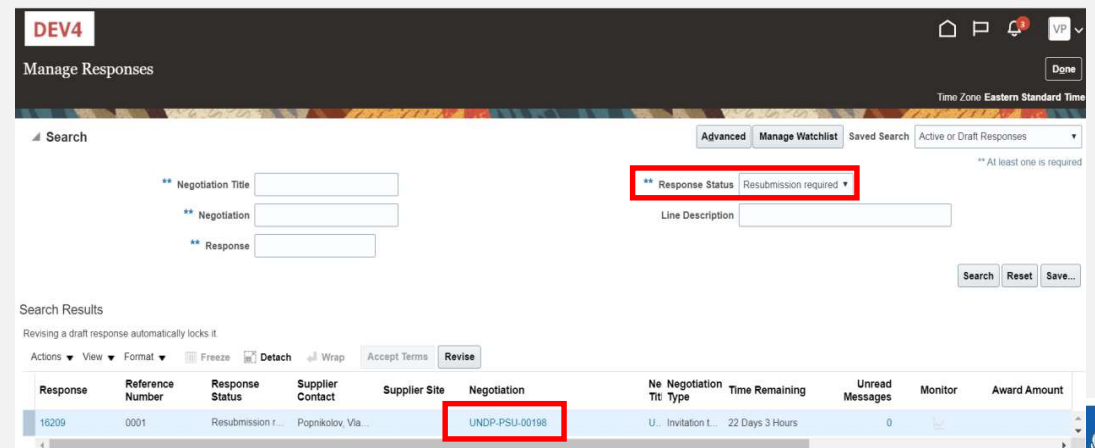 DEV4
3
VP
Manage Responses
Done
Time Zone Eastern Standard Time
Search
Advanced Manage Watchlist Saved Search Active or Draft Responses
** At least one is required
** Negotiation Title
** Response Status Resubmission required
** Negotiation
Line Description
** Response
Search Reset Save...
Search Results
Revising a draft response automatically locks it.
Actions View Format Freeze Detach Wrap Accept Terms Revise
Response Reference Number Response Status Supplier Contact Supplier Site Negotiation Ne Titl Negotiation Type Time Remaining Unread Messages Monitor Award Amount
16209 0001 Resubmission r... Popnikolov, Vla... UNDP-PSU-00198 U... Invitation t... 22 Days 3 Hours 0